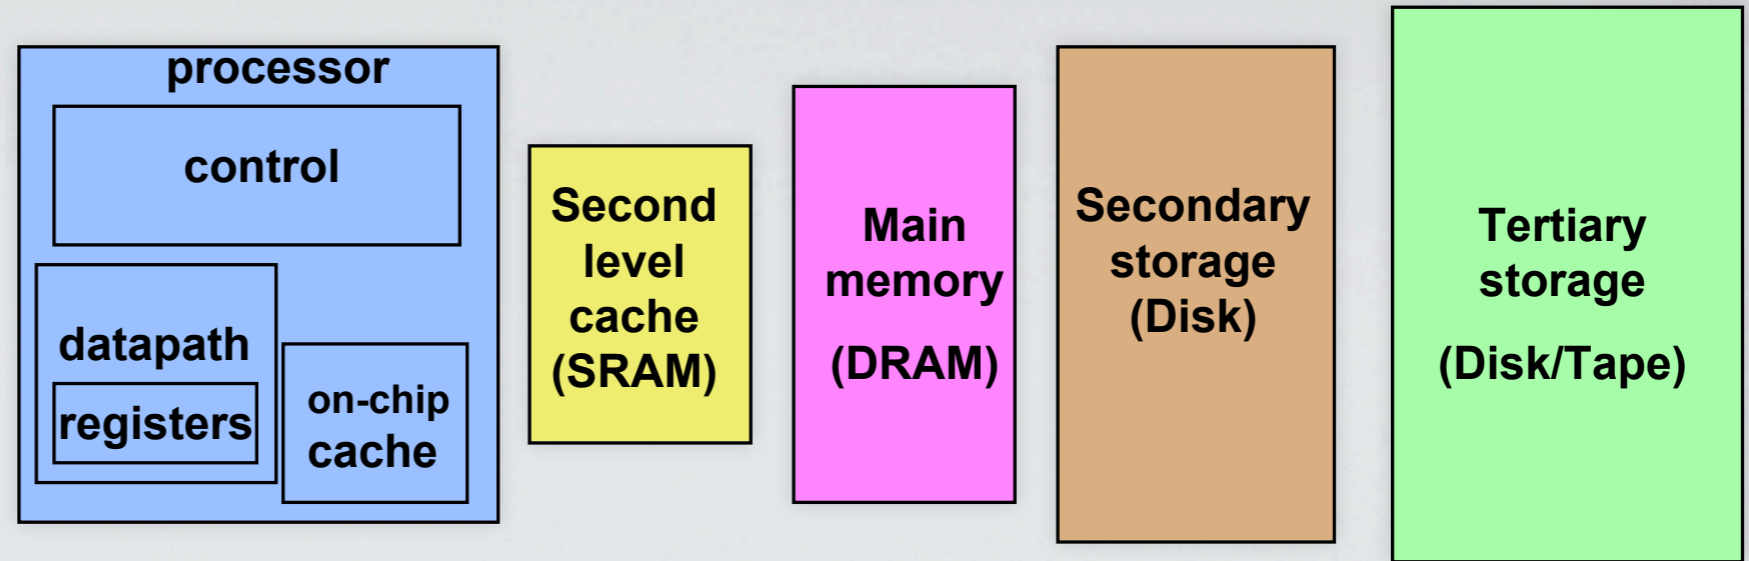 processor
control
datapath
registers
on-chip
cache
Second
level
cache
(SRAM)
Main
memory
(DRAM)
Secondary
storage
(Disk)
Tertiary
storage
(Disk/Tape)